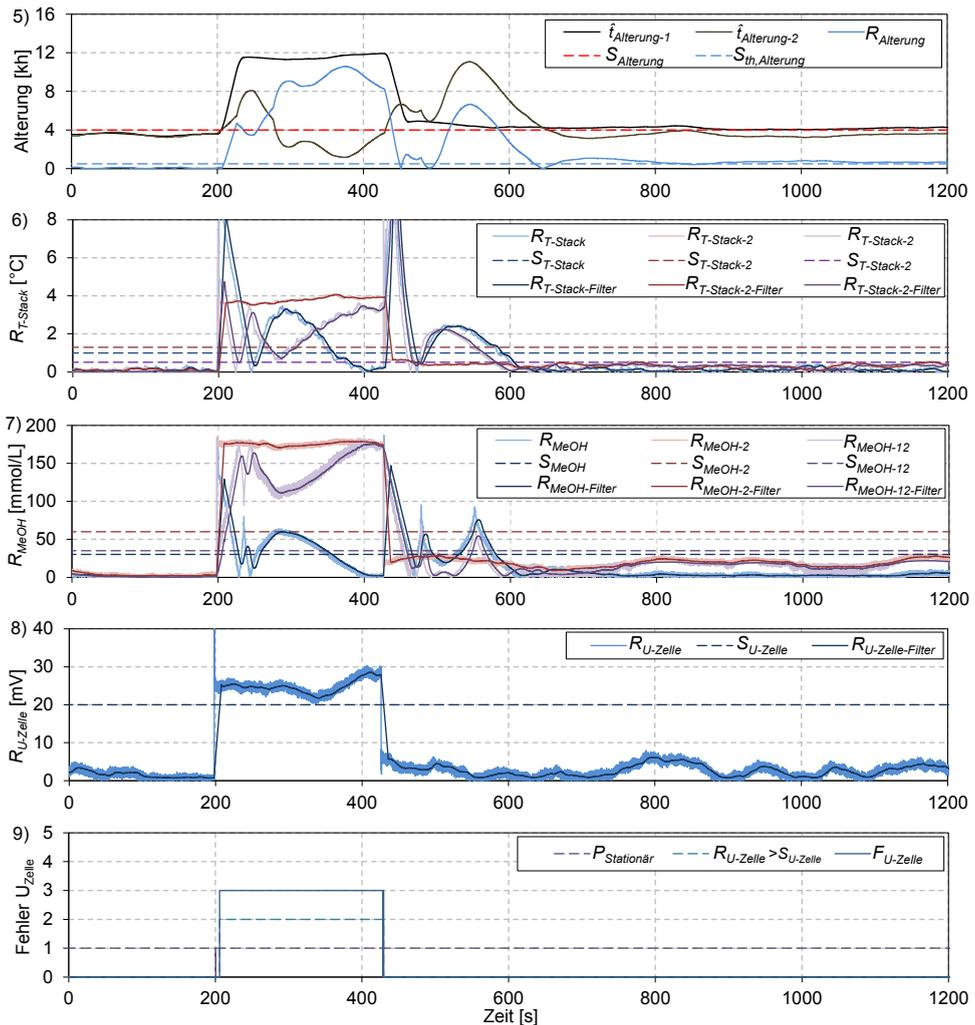 5)
Alterung [kh]
16
12
8
4
0
t̂Alterung-1 t̂Alterung-2 RAlterung
SAlterung Sth,Alterung
0 200 400 600 800 1000 1200
6)
RT-Stack [°C]
8
6
4
2
0
RT-Stack RT-Stack-2 RT-Stack-2
ST-Stack ST-Stack-2 ST-Stack-2
RT-Stack-Filter RT-Stack-2-Filter RT-Stack-2-Filter
0 200 400 600 800 1000 1200
7)
RMeOH [mmol/L]
200
150
100
50
0
RMeOH RMeOH-2 RMeOH-12
SMeOH SMeOH-2 SMeOH-12
RMeOH-Filter RMeOH-2-Filter RMeOH-12-Filter
0 200 400 600 800 1000 1200
8)
RU-Zelle [mV]
40
30
20
10
0
RU-Zelle SU-Zelle RU-Zelle-Filter
0 200 400 600 800 1000 1200
9)
Fehler UZelle
5
4
3
2
1
0
PStationär RU-Zelle>SU-Zelle FU-Zelle
0 200 400 600 800 1000 1200
Zeit [s]